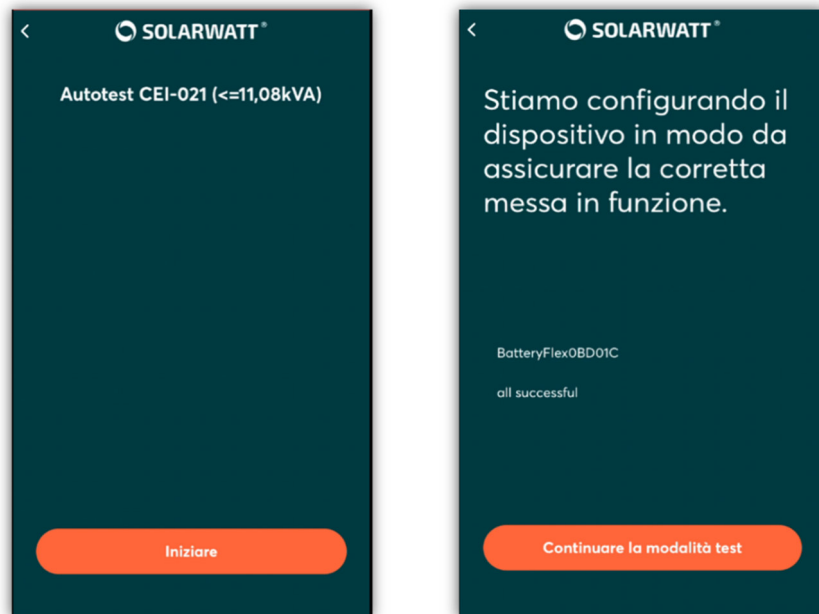 SOLARWATT®
Autotest CEI-021 (<=11,08kVA)
Iniziare
SOLARWATT®
Stiamo configurando il
dispositivo in modo da
assicurare la corretta
messa in funzione.
BatteryFlex0BD01C
all successful
Continuare la modalità test